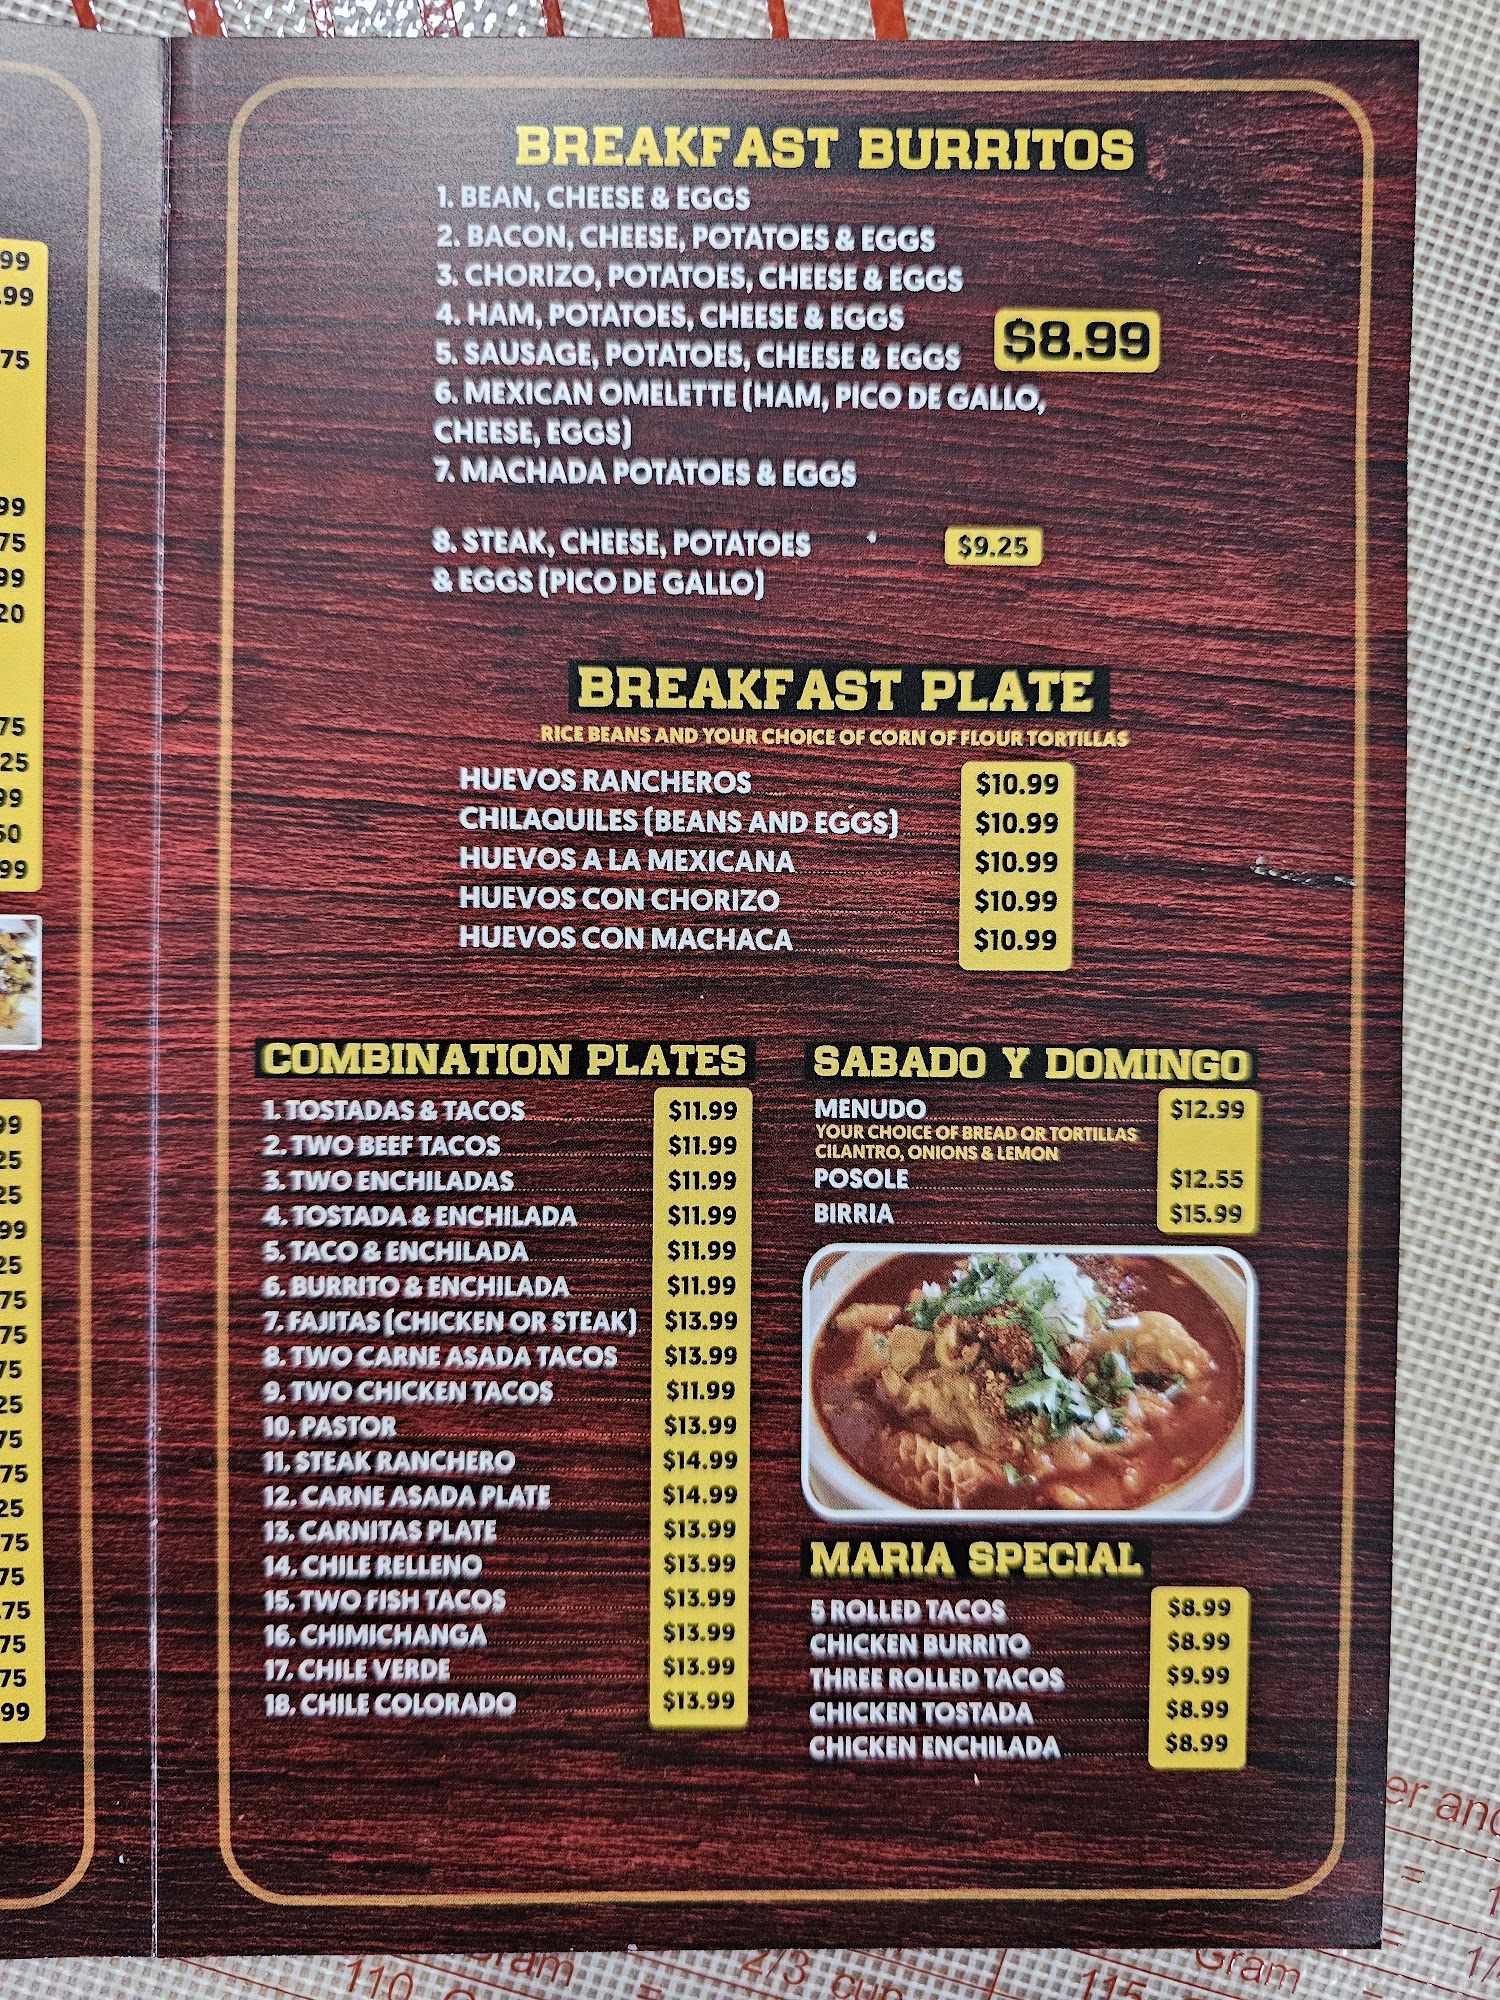 BREAKFAST BURRITOS
1. BEAN, CHEESE & EGGS
2. BACON, CHEESE, POTATOES & EGGS
3. CHORIZO, POTATOES, CHEESE & EGGS
4. HAM, POTATOES, CHEESE & EGGS
5. SAUSAGE, POTATOES, CHEESE & EGGS
$8.99
6. MEXICAN OMELETTE (HAM, PICO DE GALLO,
CHEESE, EGGS)
7. MACHADA POTATOES & EGGS
8. STEAK, CHEESE, POTATOES $9.25
& EGGS (PICO DE GALLO)
BREAKFAST PLATE
RICE BEANS AND YOUR CHOICE OF CORN OF FLOUR TORTILLAS
HUEVOS RANCHEROS $10.99
CHILAQUILES (BEANS AND EGGS) $10.99
HUEVOS A LA MEXICANA $10.99
HUEVOS CON CHORIZO $10.99
HUEVOS CON MACHACA $10.99
COMBINATION PLATES
1. TOSTADAS & TACOS $11.99
2. TWO BEEF TACOS $11.99
3. TWO ENCHILADAS $11.99
4. TOSTADA & ENCHILADA $11.99
5. TACO & ENCHILADA $11.99
6. BURRITO & ENCHILADA $11.99
7. FAJITAS (CHICKEN OR STEAK) $13.99
8. TWO CARNE ASADA TACOS $13.99
9. TWO CHICKEN TACOS $11.99
10. PASTOR $13.99
11. STEAK RANCHERO $14.99
12. CARNE ASADA PLATE $14.99
13. CARNITAS PLATE $13.99
14. CHILE RELLENO $13.99
15. TWO FISH TACOS $13.99
16. CHIMICHANGA $13.99
17. CHILE VERDE $13.99
18. CHILE COLORADO $13.99
SABADO Y DOMINGO
MENUDO $12.99
YOUR CHOICE OF BREAD OR TORTILLAS
CILANTRO, ONIONS & LEMON
POSOLE $12.55
BIRRIA $15.99
MARIA SPECIAL
5 ROLLED TACOS $8.99
CHICKEN BURRITO $8.99
THREE ROLLED TACOS $9.99
CHICKEN TOSTADA $8.99
CHICKEN ENCHILADA $8.99
110
2/3 cup
115
Gram